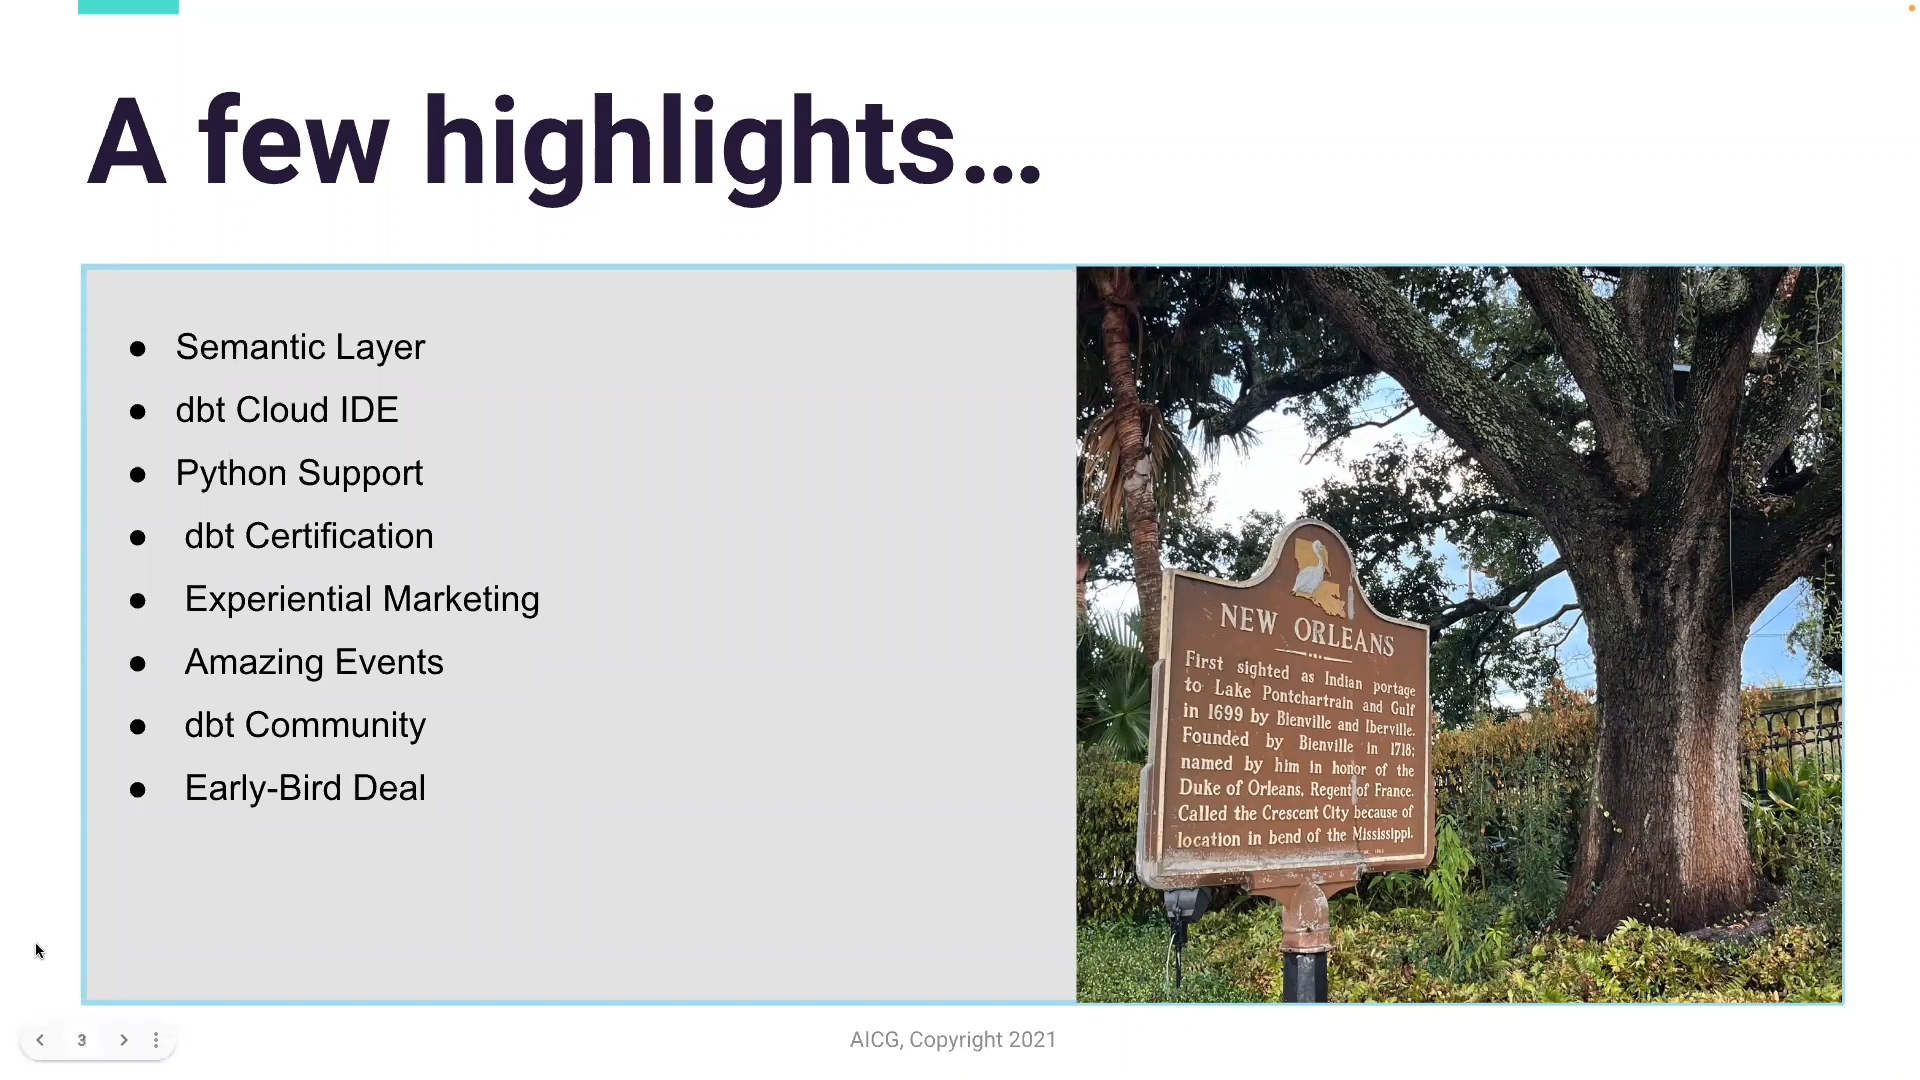 A few highlights...
Semantic Layer
dbt Cloud IDE
Python Support
dbt Certification
Experiential Marketing
Amazing Events
dbt Community
Early-Bird Deal
NEW ORLEANS
First sighted as Indian portage
to Lake Pontchartrain and Gulf
in 1699 by Bienville and Iberville.
Founded by Bienville in 1718;
named by him in honor of the
Duke of Orleans, Regent of France.
Called the Crescent City because of
location in bend of the Mississippi.
3
AICG, Copyright 2021